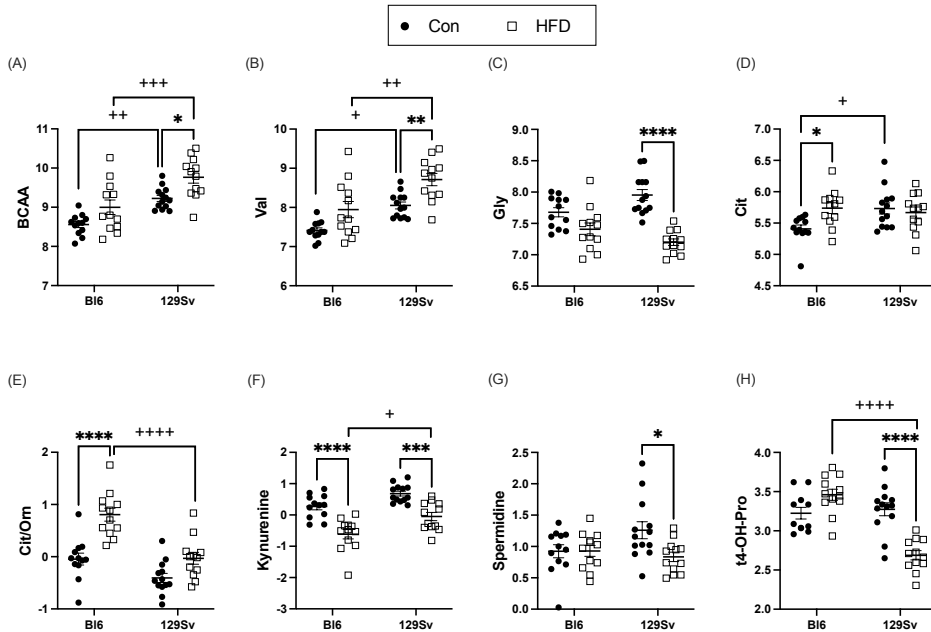 Con HFD
(A)
+++
++ *
BCAA
11
10
9
8
7
Bl6 129Sv
(B)
++
+ **
Val
10
8
7
6
Bl6 129Sv
(C)
****
Gly
9.0
8.5
8.0
7.5
7.0
6.5
Bl6 129Sv
(D)
+
*
Cit
7.0
6.5
6.0
5.5
5.0
4.5
Bl6 129Sv
(E)
**** ++++
Cit/Orn
2
1
0
-1
Bl6 129Sv
(F)
+
**** ***
Kynurenine
2
1
0
-1
-2
-3
Bl6 129Sv
(G)
*
Spermidine
2.5
2.0
1.5
1.0
0.5
0.0
Bl6 129Sv
(H)
++++
****
t4-OH-Pro
4.5
4.0
3.5
3.0
2.5
2.0
Bl6 129Sv